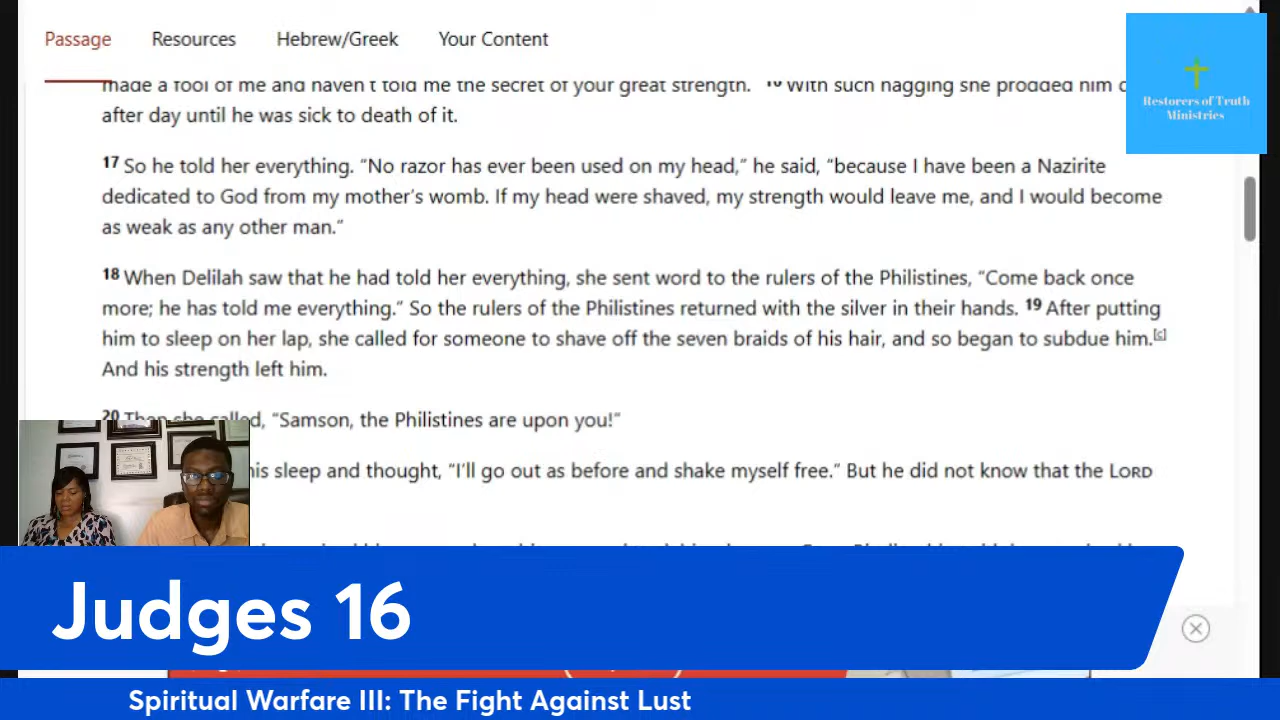 Passage Resources Hebrew/Greek Your Content
Restorers of Truth
Ministries
made a fool of me and haven't told me the secret of your great strength." 16 With such nagging she prodded him
after day until he was sick to death of it.
17 So he told her everything. “No razor has ever been used on my head,” he said, “because I have been a Nazirite
dedicated to God from my mother’s womb. If my head were shaved, my strength would leave me, and I would become
as weak as any other man.”
18 When Delilah saw that he had told her everything, she sent word to the rulers of the Philistines, “Come back once
more; he has told me everything.” So the rulers of the Philistines returned with the silver in their hands. 19 After putting
him to sleep on her lap, she called for someone to shave off the seven braids of his hair, and so began to subdue him.[c]
And his strength left him.
20 Then she called, “Samson, the Philistines are upon you!”
his sleep and thought, “I’ll go out as before and shake myself free.” But he did not know that the LORD
Judges 16
Spiritual Warfare III: The Fight Against Lust